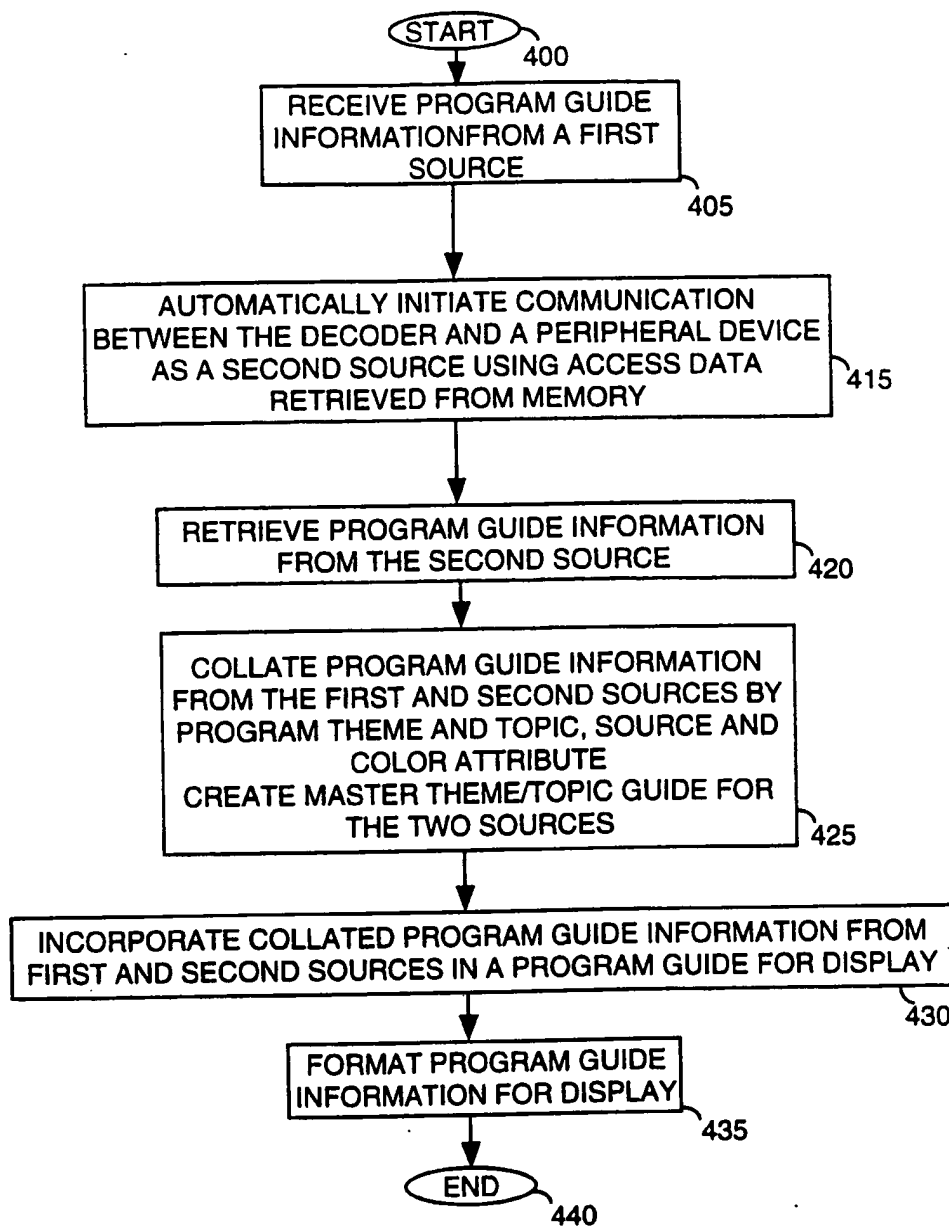 START
400
RECEIVE PROGRAM GUIDE
INFORMATIONFROM A FIRST
SOURCE
405
AUTOMATICALLY INITIATE COMMUNICATION
BETWEEN THE DECODER AND A PERIPHERAL DEVICE
AS A SECOND SOURCE USING ACCESS DATA
RETRIEVED FROM MEMORY
415
RETRIEVE PROGRAM GUIDE INFORMATION
FROM THE SECOND SOURCE
420
COLLATE PROGRAM GUIDE INFORMATION
FROM THE FIRST AND SECOND SOURCES BY
PROGRAM THEME AND TOPIC, SOURCE AND
COLOR ATTRIBUTE
CREATE MASTER THEME/TOPIC GUIDE FOR
THE TWO SOURCES
425
INCORPORATE COLLATED PROGRAM GUIDE INFORMATION FROM
FIRST AND SECOND SOURCES IN A PROGRAM GUIDE FOR DISPLAY
430
FORMAT PROGRAM GUIDE
INFORMATION FOR DISPLAY
435
END
440